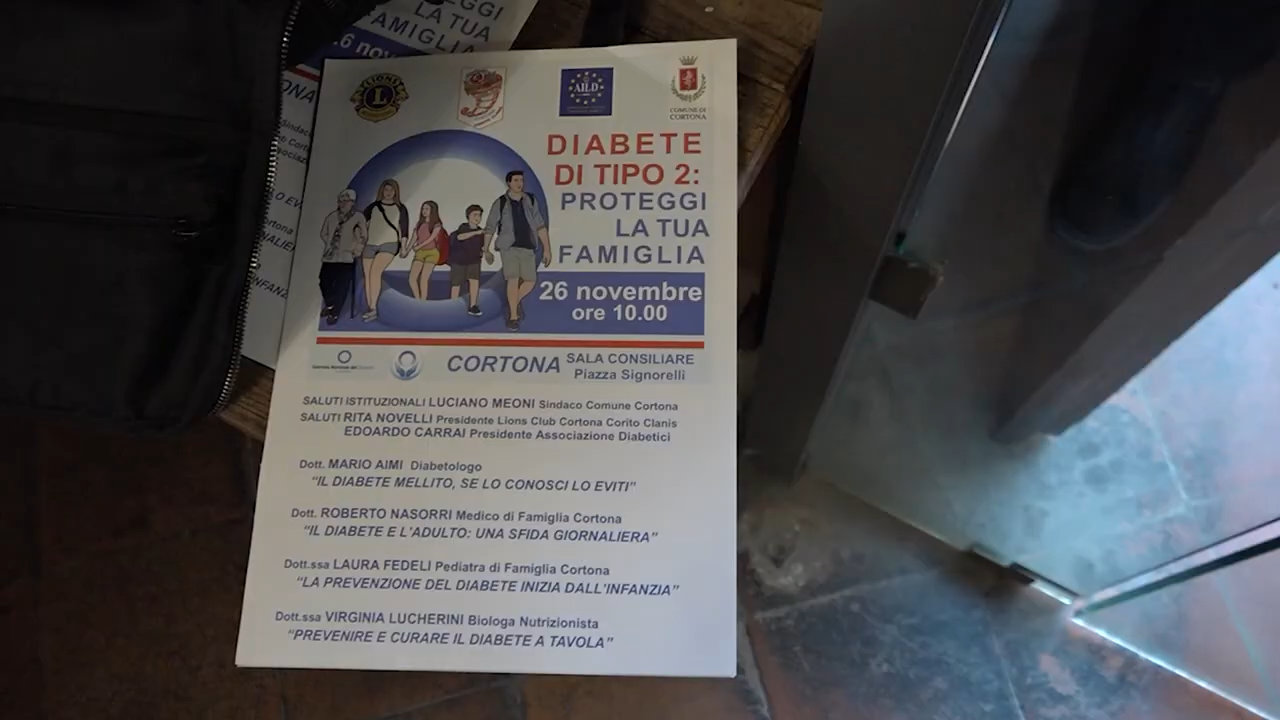 EGGI
LA TUA
FAMIGLIA
LIONS
L
AILD
COMUNE DI
CORTONA
DIABETE
DI TIPO 2:
PROTEGGI
LA TUA
FAMIGLIA
26 novembre
ore 10.00
CORTONA SALA CONSILIARE
Piazza Signorelli
SALUTI ISTITUZIONALI LUCIANO MEONI Sindaco Comune Cortona
SALUTI RITA NOVELLI Presidente Lions Club Cortona Corito Clanis
EDOARDO CARRAI Presidente Associazione Diabetici
Dott. MARIO AIMI Diabetologo
“IL DIABETE MELLITO, SE LO CONOSCI LO EVITI”
Dott. ROBERTO NASORRI Medico di Famiglia Cortona
“IL DIABETE E L'ADULTO: UNA SFIDA GIORNALIERA”
Dott.ssa LAURA FEDELI Pediatra di Famiglia Cortona
“LA PREVENZIONE DEL DIABETE INIZIA DALL'INFANZIA”
Dott.ssa VIRGINIA LUCHERINI Biologa Nutrizionista
“PREVENIRE E CURARE IL DIABETE A TAVOLA”